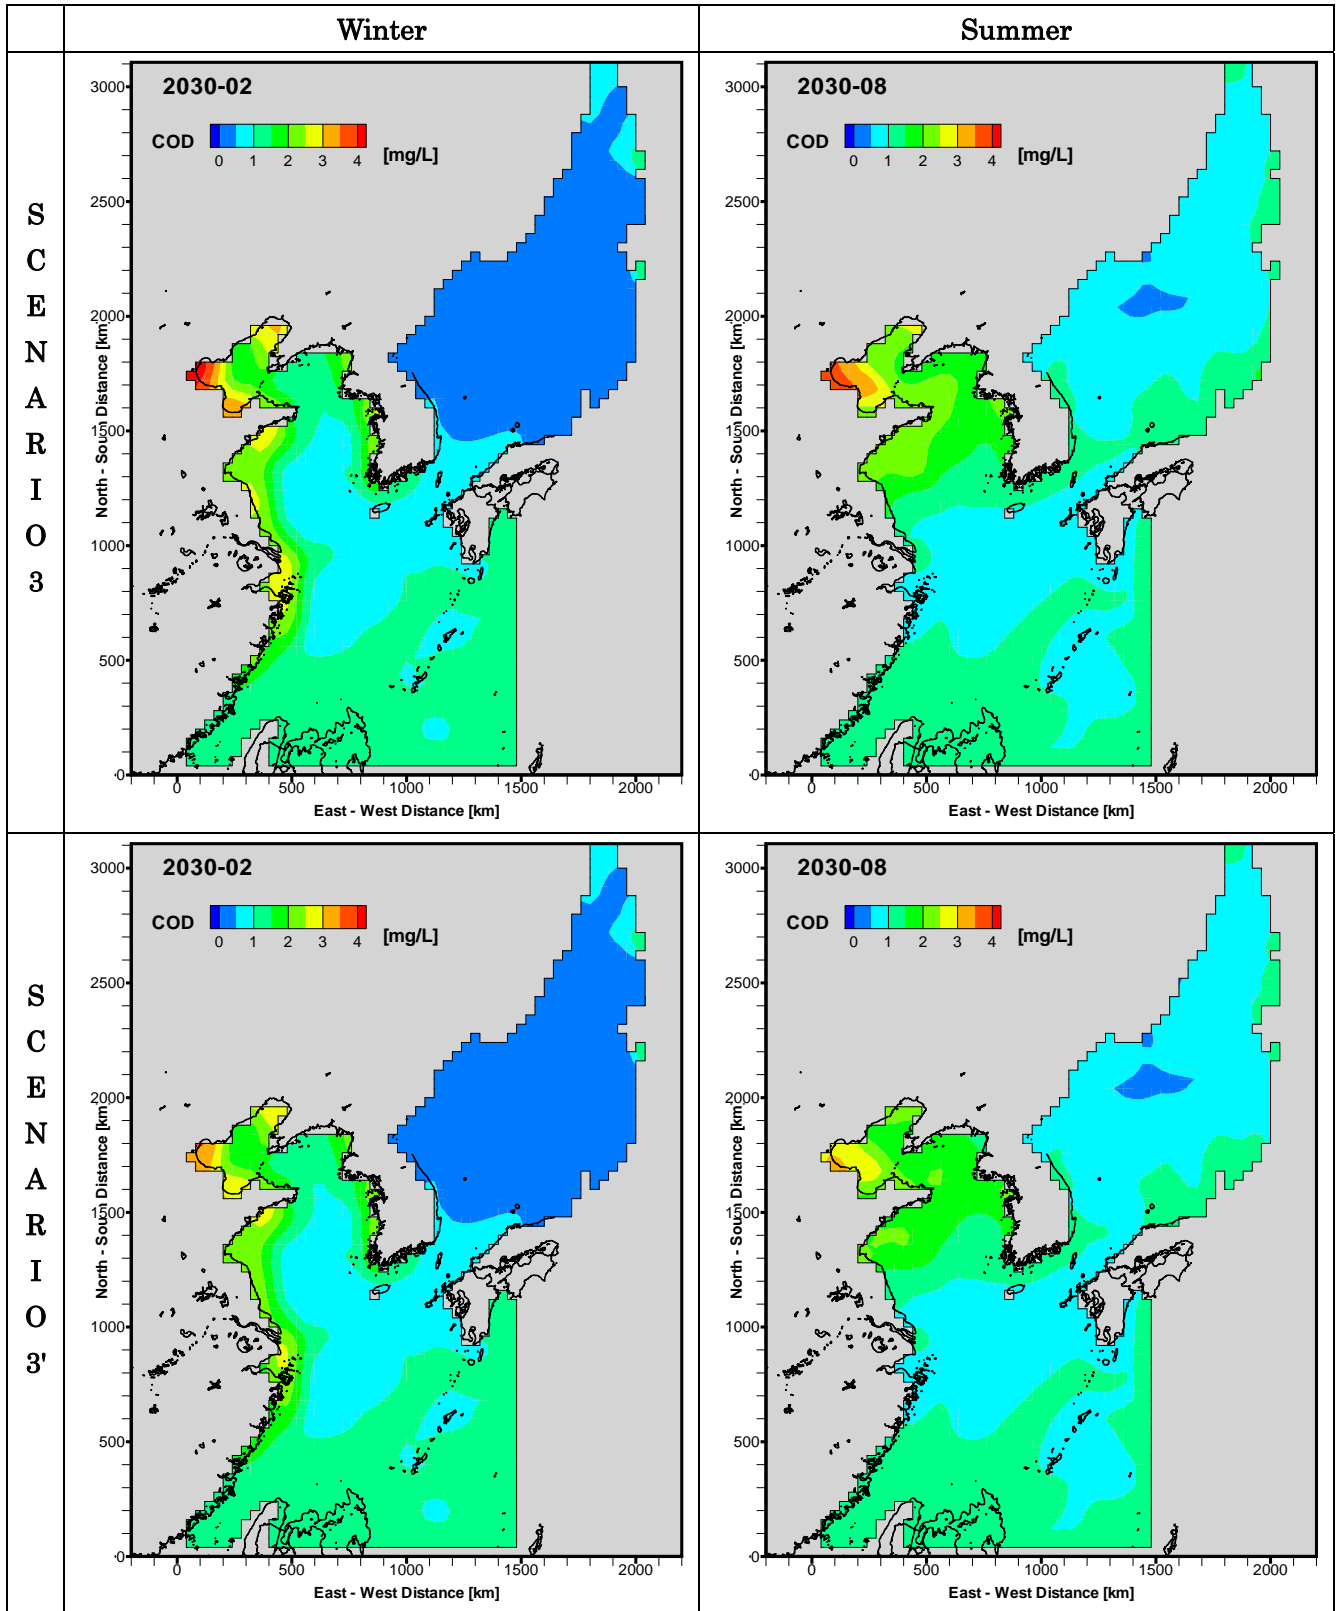 Winter Summer
SCENARIO 3
2030-02
COD
0 1 2 3 4
[mg/L]
3000
2500
2000
1500
1000
500
0
North - South Distance [km]
0 500 1000 1500 2000
East - West Distance [km]
2030-08
COD
0 1 2 3 4
[mg/L]
3000
2500
2000
1500
1000
500
0
North - South Distance [km]
0 500 1000 1500 2000
East - West Distance [km]
SCENARIO 3'
2030-02
COD
0 1 2 3 4
[mg/L]
3000
2500
2000
1500
1000
500
0
North - South Distance [km]
0 500 1000 1500 2000
East - West Distance [km]
2030-08
COD
0 1 2 3 4
[mg/L]
3000
2500
2000
1500
1000
500
0
North - South Distance [km]
0 500 1000 1500 2000
East - West Distance [km]